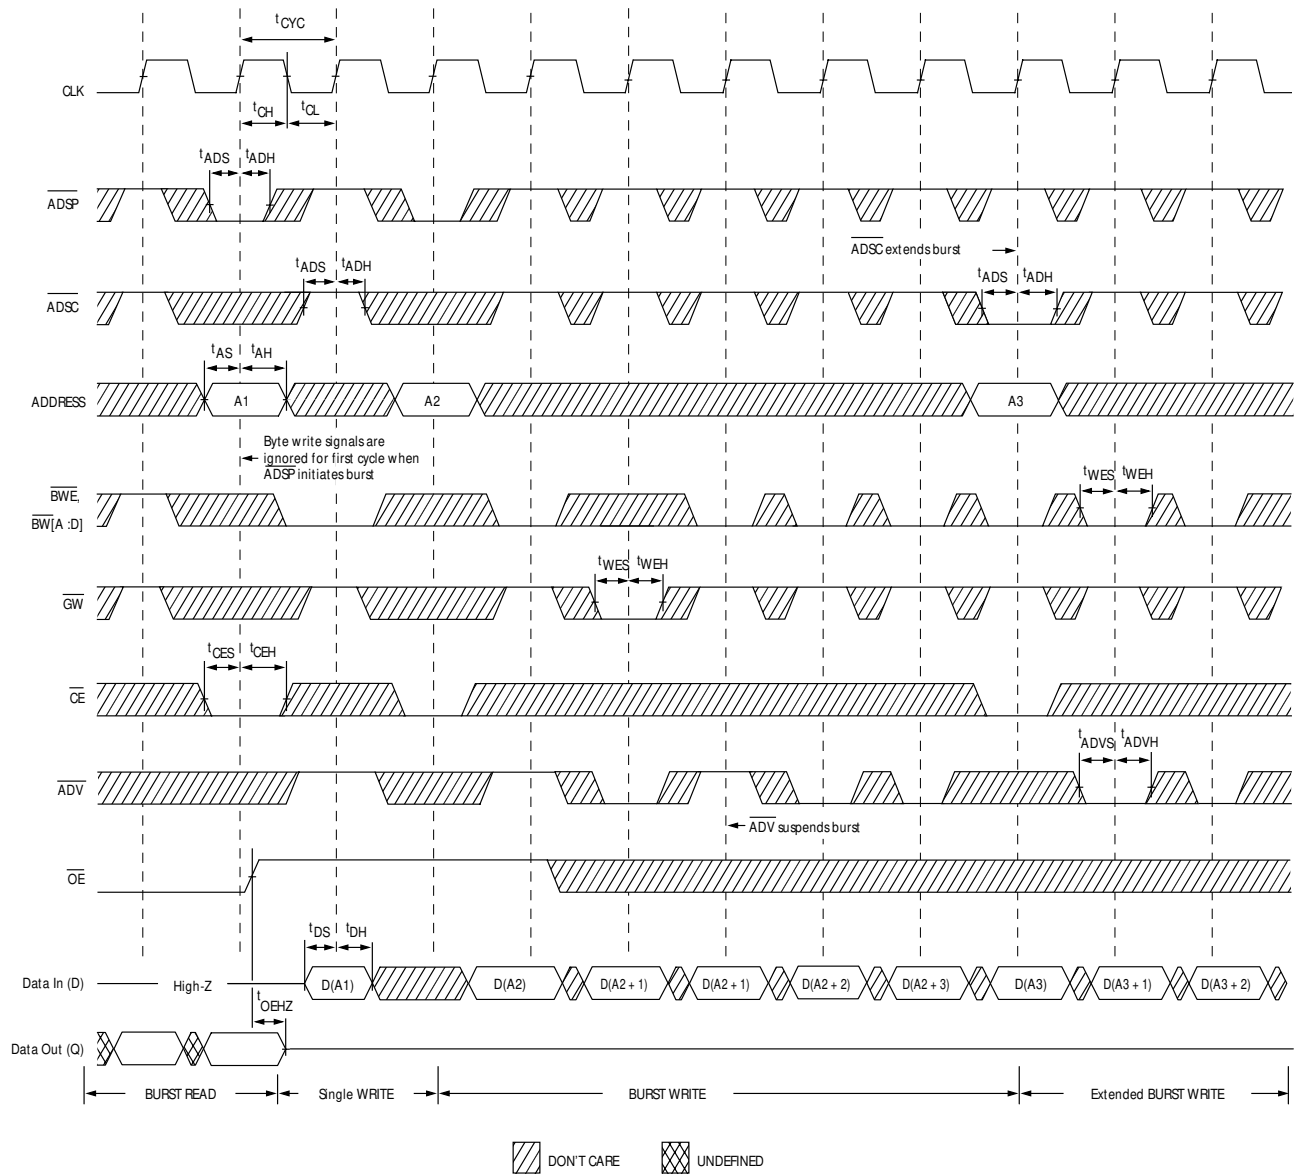 tCYC
CLK
tCH
tCL
tADS
tADH
ADSP
ADSC extends burst
tADS
tADH
tADS
tADH
ADSC
tAS
tAH
ADDRESS
A1
A2
A3
Byte write signals are
ignored for first cycle when
ADSP initiates burst
BWE,
BW[A :D]
tWES
tWEH
tWES
tWEH
GW
tCES
tCEH
CE
tADVS
tADVH
ADV
ADV suspends burst
OE
tDS
tDH
Data In (D)
High-Z
D(A1)
D(A2)
D(A2 + 1)
D(A2 + 1)
D(A2 + 2)
D(A2 + 3)
D(A3)
D(A3 + 1)
D(A3 + 2)
tOEHZ
Data Out (Q)
BURST READ
Single WRITE
BURST WRITE
Extended BURST WRITE
DON'T CARE
UNDEFINED